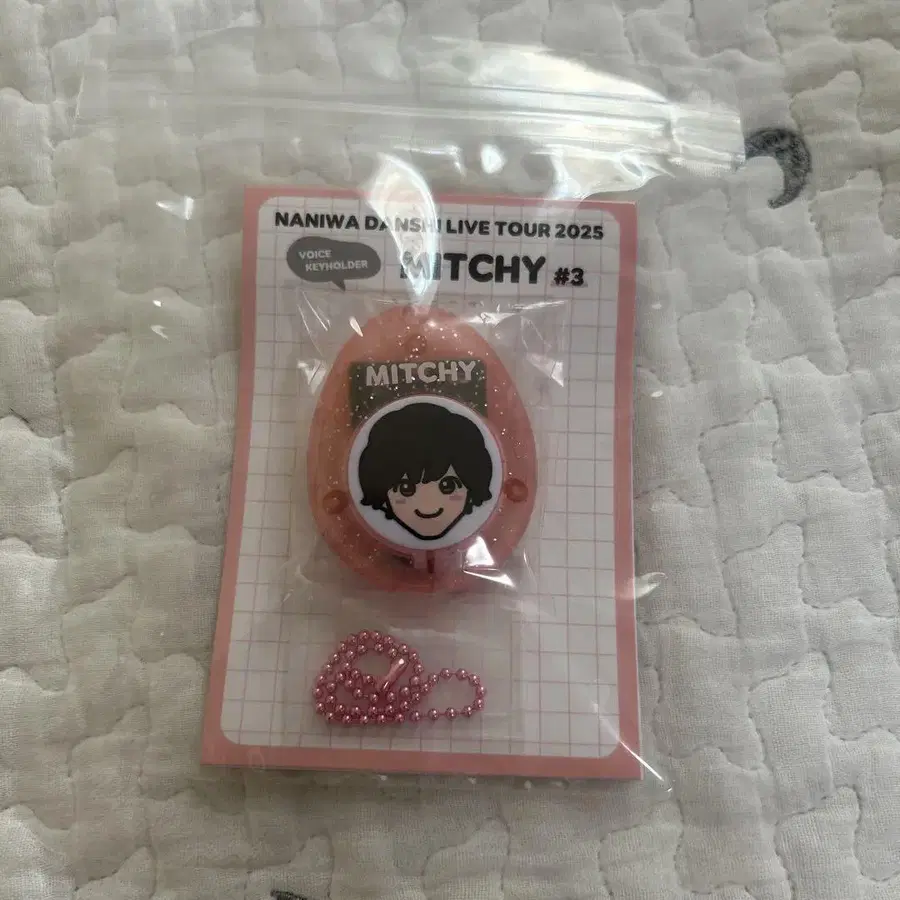 NANIWA DANSHI LIVE TOUR 2025
VOICE
KEYHOLDER
MITCHY #3
MITCHY